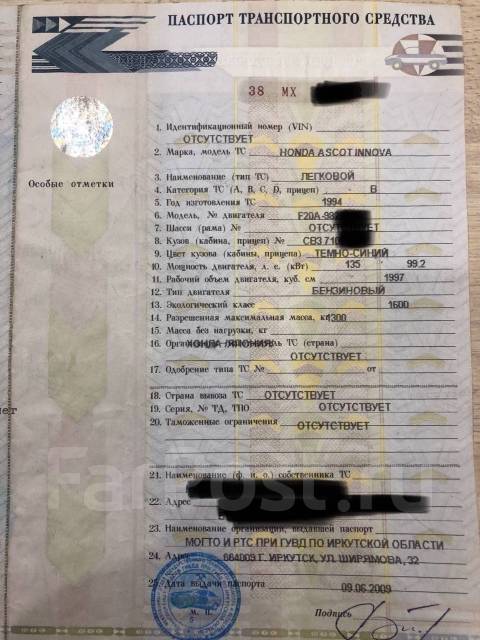 ПАСПОРТ ТРАНСПОРТНОГО СРЕДСТВА
38 МХ
1. Идентификационный номер (VIN)
ОТСУТСТВУЕТ
2. Марка, модель ТС HONDA ASCOT INNOVA
Особые отметки
3. Наименование (тип ТС) ЛЕГКОВОЙ
4. Категория ТС (A, B, C, D, прицеп) B
5. Год изготовления ТС 1994
6. Модель, № двигателя F20A-
7. Шасси (рама) №
8. Кузов (кабина, прицеп) № CB3
9. Цвет кузова (кабины, прицепа) ТЕМНО-СИНИЙ
10. Мощность двигателя, л. с. (кВт) 135 99.2
11. Рабочий объем двигателя, куб. см 1997
12. Тип двигателя БЕНЗИНОВЫЙ
13. Экологический класс 1600
14. Разрешенная максимальная масса, кг 1300
15. Масса без нагрузки, кг
16. ТС (страна) ХОНДА /ЯПОНИЯ/
ОТСУТСТВУЕТ
17. Одобрение типа ТС № от
18. Страна вывоза ТС ОТСУТСТВУЕТ
19. Серия, № ТД, ТПО ОТСУТСТВУЕТ
20. Таможенные ограничения ОТСУТСТВУЕТ
21. Наименование (ф. и. о.) собственника ТС
22. Адрес
23. Наименование организации, выдавшей паспорт
МОГТО И РТС ПРИ ГУВД ПО ИРКУТСКОЙ ОБЛАСТИ
24. Адрес 664009 Г. ИРКУТСК, УЛ. ШИРЯМОВА, 32
25. Дата выдачи паспорта 09.06.2009
М. П.
Подпись
FarPost.ru